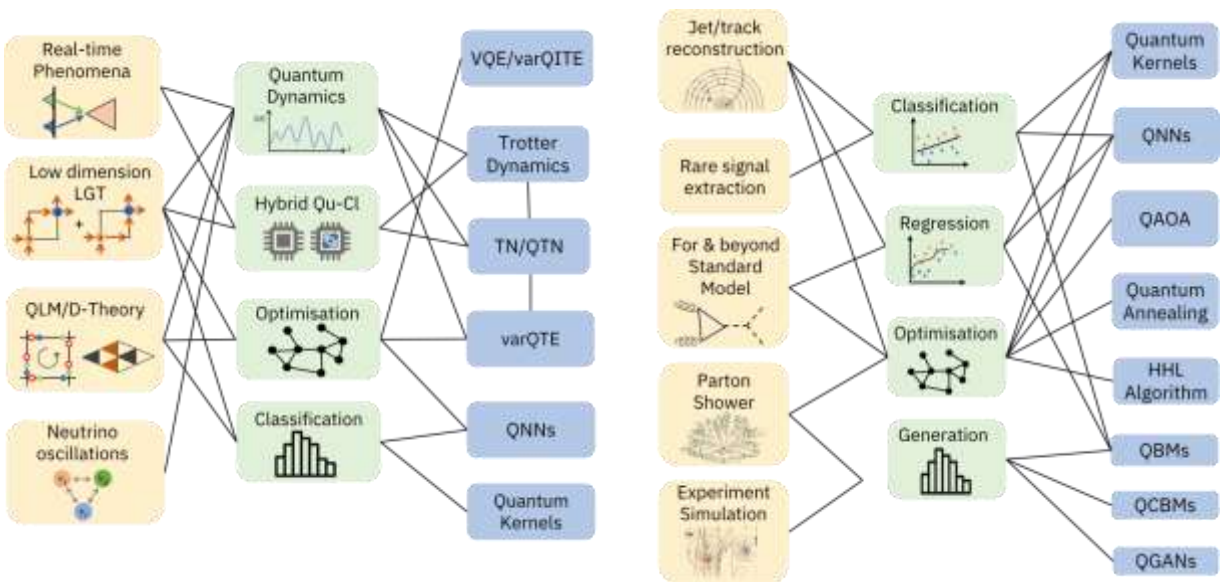 Real-time
Phenomena
Low dimension
LGT
+
QLM/D-Theory
Neutrino
oscillations
Quantum
Dynamics
Hybrid Qu-Cl
Optimisation
Classification
VQE/varQITE
Trotter
Dynamics
TN/QTN
varQTE
QNNs
Quantum
Kernels
Jet/track
reconstruction
Rare signal
extraction
For & beyond
Standard
Model
Parton
Shower
Experiment
Simulation
Classification
Regression
Optimisation
Generation
Quantum
Kernels
QNNs
QAOA
Quantum
Annealing
HHL
Algorithm
QBMs
QCBMs
QGANs